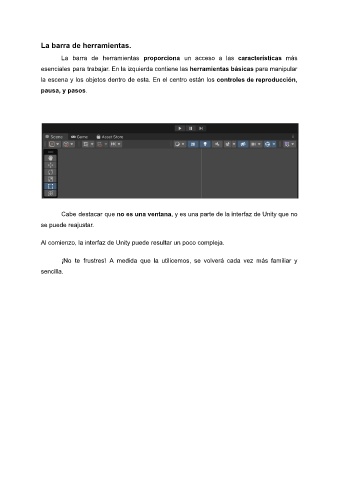 La barra de herramientas.
La barra de herramientas proporciona un acceso a las características más
esenciales para trabajar. En la izquierda contiene las herramientas básicas para manipular
la escena y los objetos dentro de esta. En el centro están los controles de reproducción,
pausa, y pasos.
Scene Game Asset Store
Cabe destacar que no es una ventana, y es una parte de la interfaz de Unity que no
se puede reajustar.
Al comienzo, la interfaz de Unity puede resultar un poco compleja.
¡No te frustres! A medida que la utilicemos, se volverá cada vez más familiar y
sencilla.